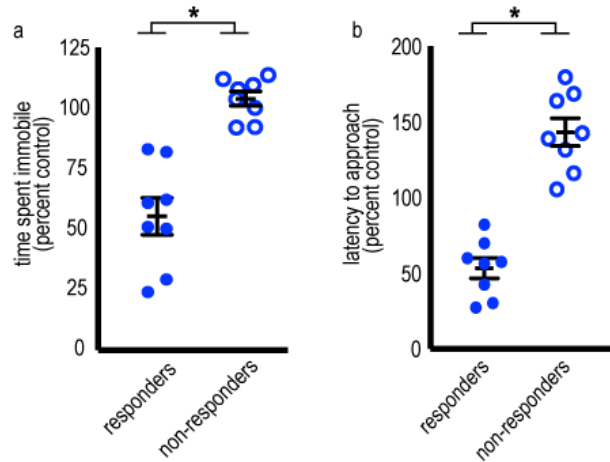 a
*
125
100
75
50
25
0
time spent immobile
(percent control)
responders
non-responders
b
*
200
150
100
50
0
latency to approach
(percent control)
responders
non-responders